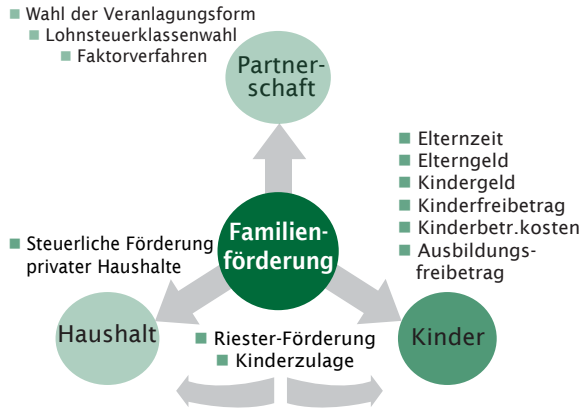 Wahl der Veranlagungsform
Lohnsteuerklassenwahl
Faktorverfahren
Partner-
schaft
Elternzeit
Elterngeld
Kindergeld
Kinderfreibetrag
Kinderbetr.kosten
Ausbildungs-
freibetrag
Familien-
förderung
Steuerliche Förderung
privater Haushalte
Haushalt
Riester-Förderung
Kinderzulage
Kinder